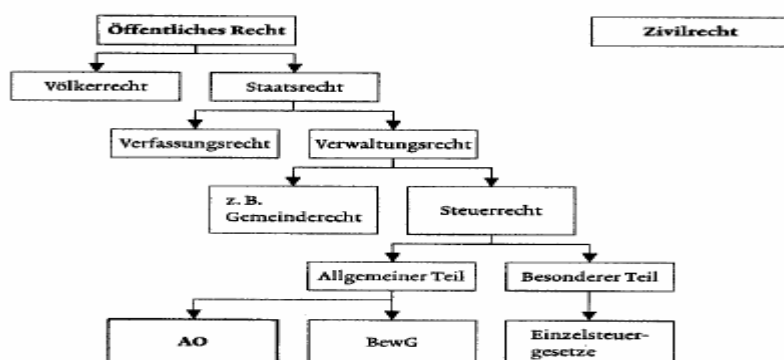 Öffentliches Recht
Zivilrecht
Völkerrecht
Staatsrecht
Verfassungsrecht
Verwaltungsrecht
z. B.
Gemeinderecht
Steuerrecht
Allgemeiner Teil
Besonderer Teil
AO
BewG
Einzelsteuer-
gesetze